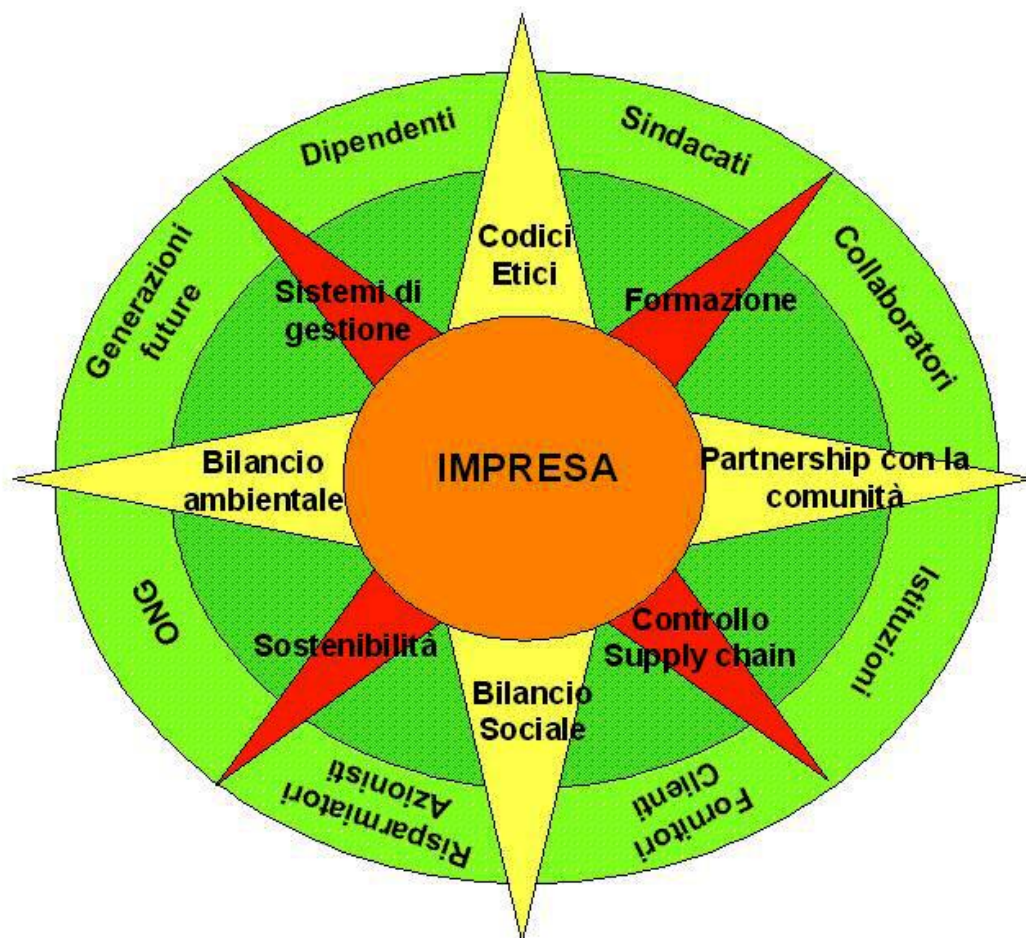 Dipendenti
Sindacati
Generazioni
future
Collaboratori
Codici
Etici
Sistemi di
gestione
Formazione
Bilancio
ambientale
IMPRESA
Partnership con la
comunità
ONG
Sostenibilità
Controllo
Supply chain
Istituzioni
Bilancio
Sociale
Risparmiatori
Azionisti
Fornitori
Clienti